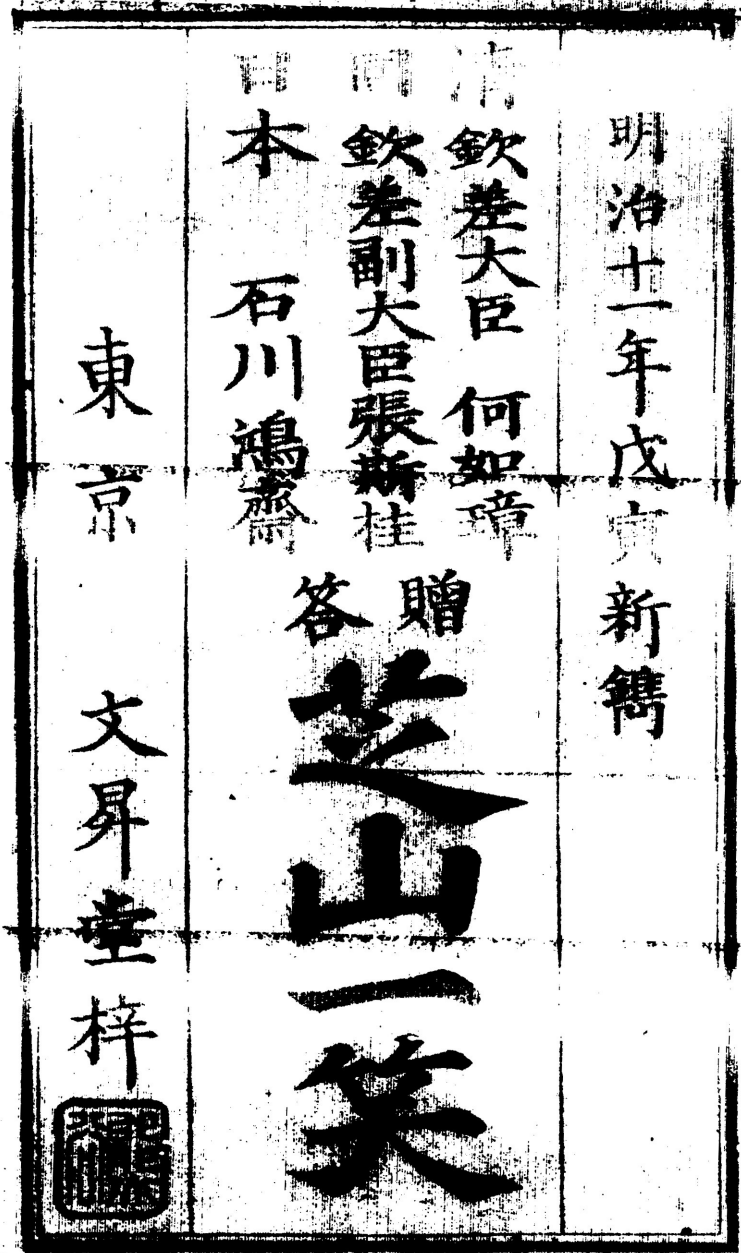 明治十一年戊寅新鐫
清 欽差大臣 何如璋
國 欽差副大臣張斯桂
日本 石川鴻齋
贈答
芝山一笑
東京 文昇堂梓